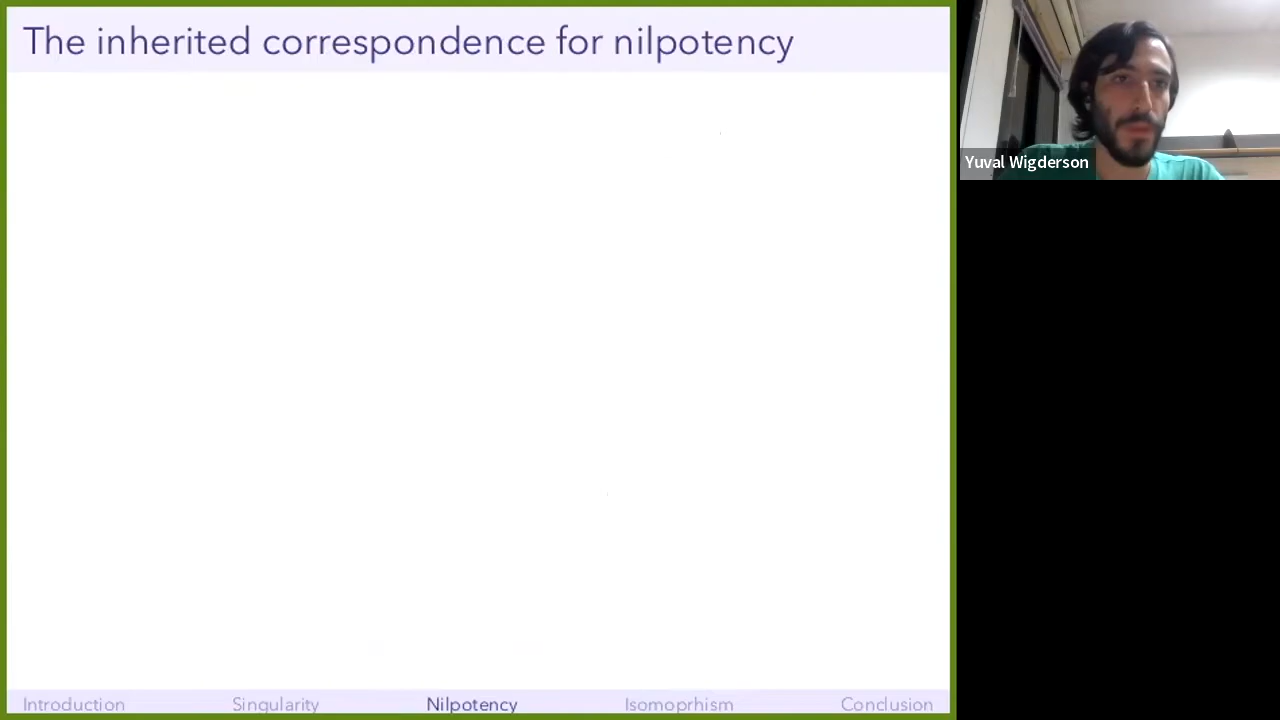 The inherited correspondence for nilpotency
Yuval Wigderson
Introduction Singularity Nilpotency Isomoprhism Conclusion